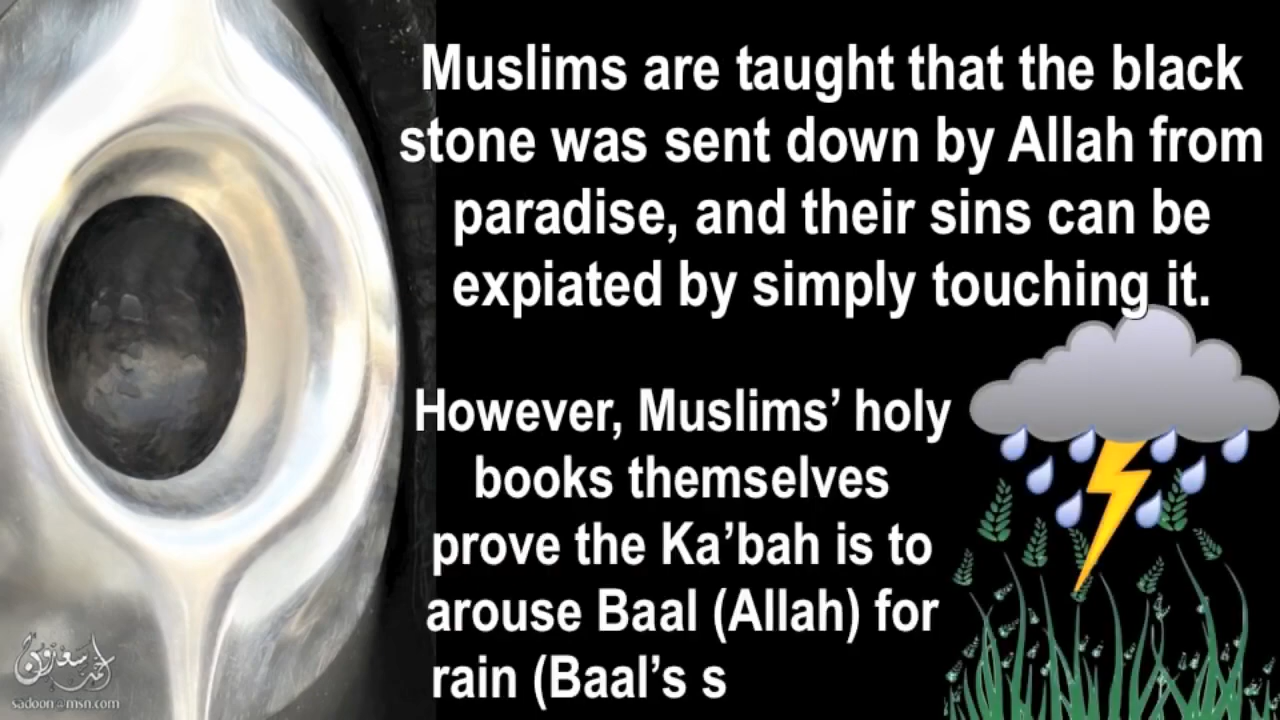 Muslims are taught that the black
stone was sent down by Allah from
paradise, and their sins can be
expiated by simply touching it.
However, Muslims’ holy
books themselves
prove the Ka’bah is to
arouse Baal (Allah) for
rain (Baal’s s
sadoon@msn.com